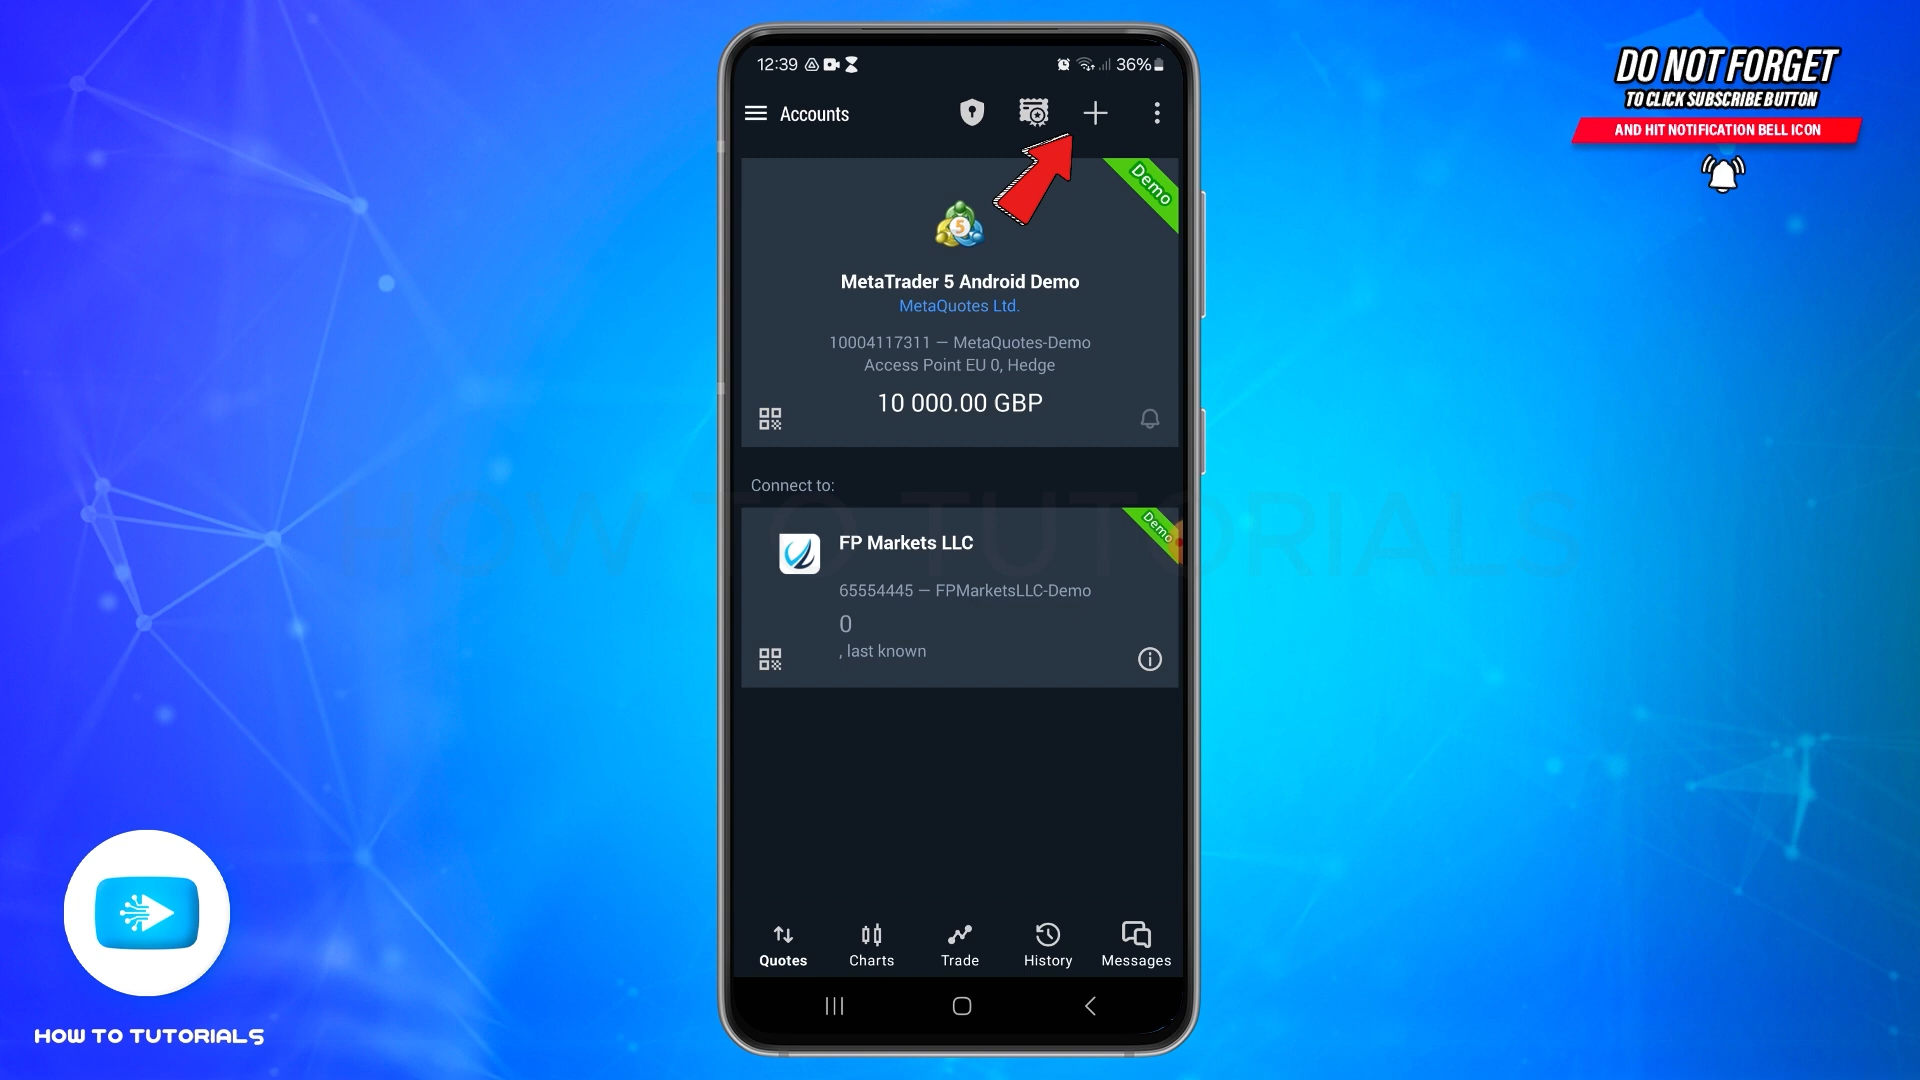 DO NOT FORGET
TO CLICK SUBSCRIBE BUTTON
AND HIT NOTIFICATION BELL ICON
12:39
36%
Accounts
Demo
5
MetaTrader 5 Android Demo
MetaQuotes Ltd.
10004117311 — MetaQuotes-Demo
Access Point EU 0, Hedge
10 000.00 GBP
Connect to:
HOW TO TUTORIALS
Demo
FP Markets LLC
65554445 — FPMarketsLLC-Demo
0
, last known
Quotes
Charts
Trade
History
Messages
HOW TO TUTORIALS